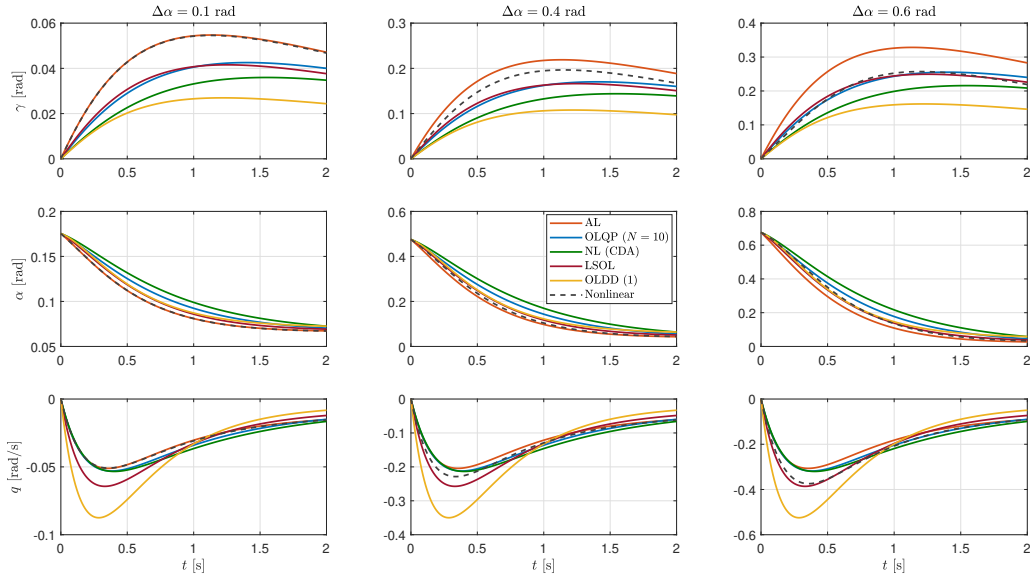 Δα = 0.1 rad
Δα = 0.4 rad
Δα = 0.6 rad
γ [rad]
0.06
0.04
0.02
0
0 0.5 1 1.5 2
0.3
0.2
0.1
0
0 0.5 1 1.5 2
0.4
0.3
0.2
0.1
0
0 0.5 1 1.5 2
α [rad]
0.2
0.15
0.1
0.05
0 0.5 1 1.5 2
0.6
0.4
0.2
0
0 0.5 1 1.5 2
AL
OLQP (N = 10)
NL (CDA)
LSOL
OLDD (1)
Nonlinear
0.8
0.6
0.4
0.2
0
0 0.5 1 1.5 2
q [rad/s]
0
-0.05
-0.1
0 0.5 1 1.5 2
t [s]
0
-0.1
-0.2
-0.3
-0.4
0 0.5 1 1.5 2
t [s]
0
-0.2
-0.4
-0.6
0 0.5 1 1.5 2
t [s]